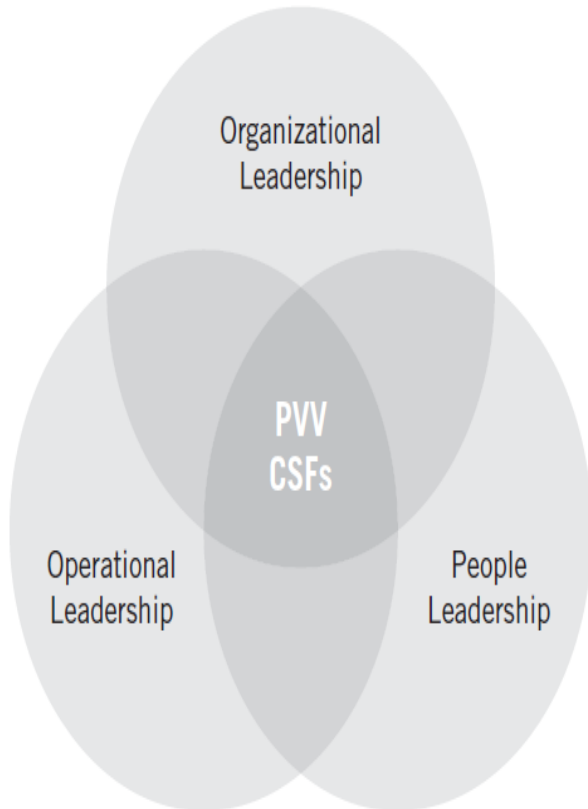 Organizational
Leadership
PVV
CSFs
Operational
Leadership
People
Leadership